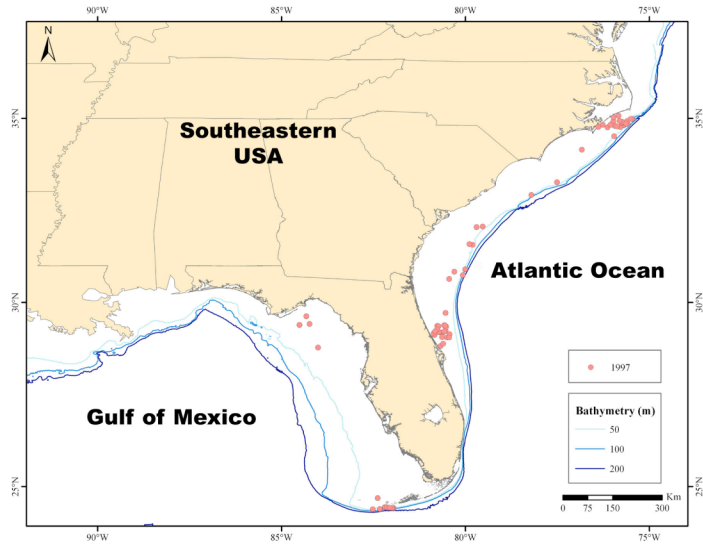 90°W 85°W 80°W 75°W
N
35°N 35°N
Southeastern
USA
Atlantic Ocean
30°N 30°N
1997
Gulf of Mexico
Bathymetry (m)
50
100
200
25°N 25°N
Km
0 75 150 300
90°W 85°W 80°W 75°W